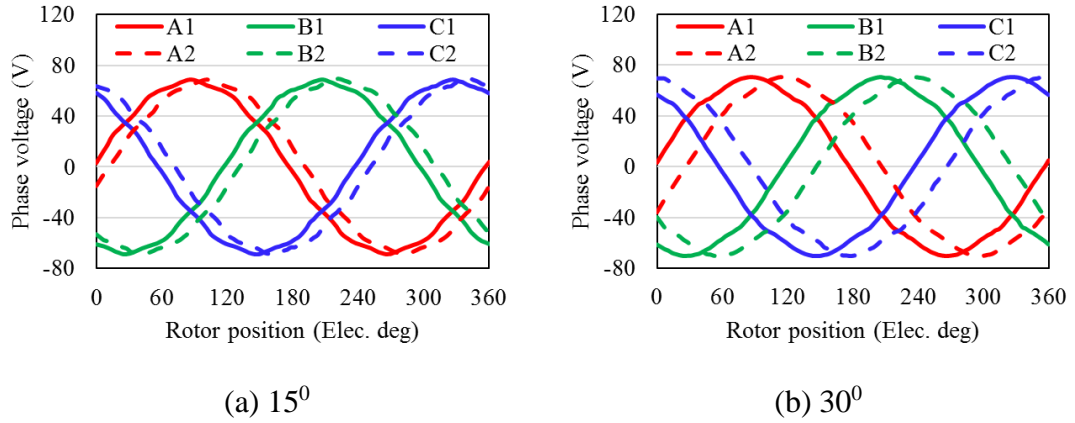 120
A1 B1 C1
A2 B2 C2
80
40
0
-40
-80
0 60 120 180 240 300 360
Phase voltage (V)
Rotor position (Elec. deg)
(a) 15⁰
120
A1 B1 C1
A2 B2 C2
80
40
0
-40
-80
0 60 120 180 240 300 360
Phase voltage (V)
Rotor position (Elec. deg)
(b) 30⁰